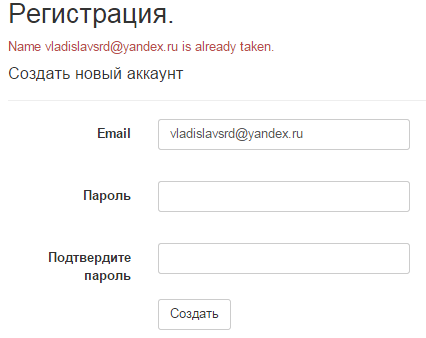 Регистрация.
Name vladislavsrd@yandex.ru is already taken.
Создать новый аккаунт
Email
vladislavsrd@yandex.ru
Пароль
Подтвердите
пароль
Создать